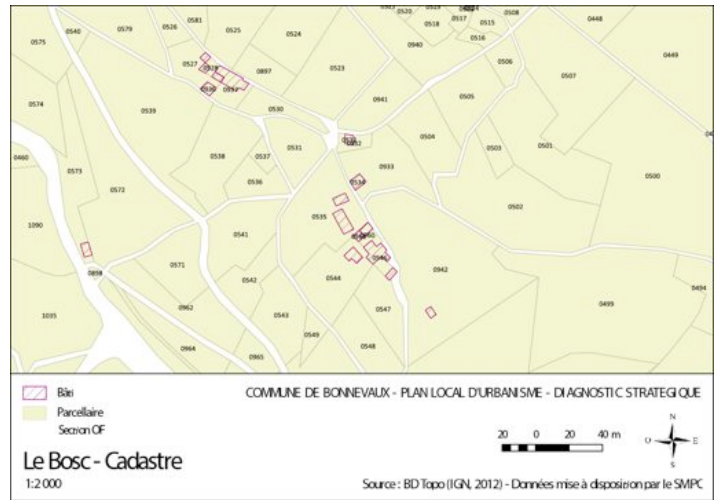 0581
0540 0579 0526 0525 0524 0520 0518 0517 0515 0508 0448
0575 0516
0527 0897 0523 0940 0449
0506
0507
0574 0941 0505
0539 0530
0504
0460 0531 0503 0501
0538 0537
0573 0933 0500
0572 0536 0534
0535 0502
1090 0541
0571 0942
0898 0542 0544 0494
0962 0543 0547 0499
1035 0549
0964 0965 0548
Bâti
COMMUNE DE BONNEVAUX - PLAN LOCAL D'URBANISME - DIAGNOSTIC STRATEGIQUE
Parcellaire
Section OF
N
O E
S
20 0 20 40 m
Le Bosc - Cadastre
1:2 000
Source : BD Topo (IGN, 2012) - Données mise à disposition par le SMPC